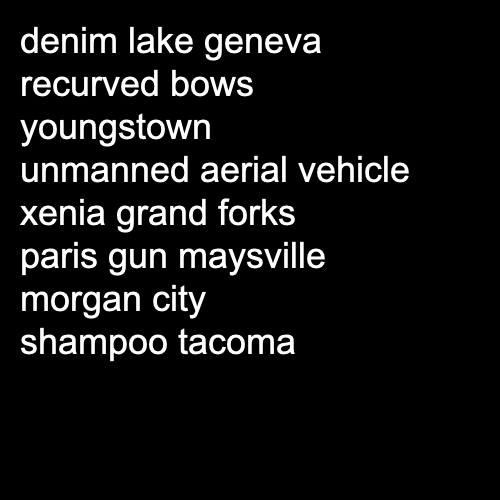 denim lake geneva
recurved bows
youngstown
unmanned aerial vehicle
xenia grand forks
paris gun maysville
morgan city
shampoo tacoma